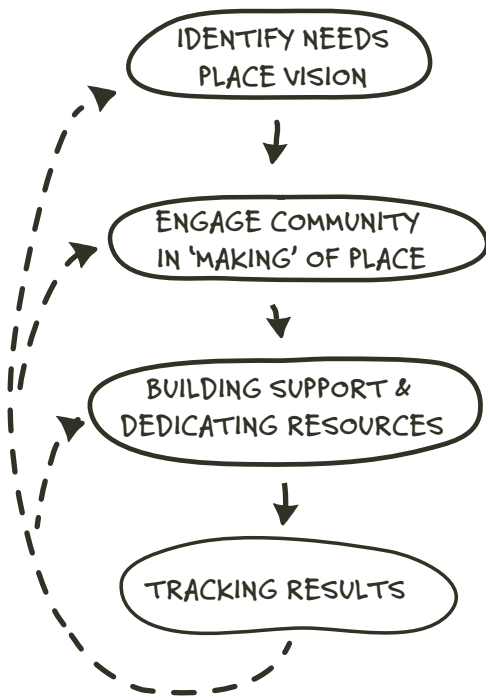 IDENTIFY NEEDS
PLACE VISION
ENGAGE COMMUNITY
IN 'MAKING' OF PLACE
BUILDING SUPPORT &
DEDICATING RESOURCES
TRACKING RESULTS